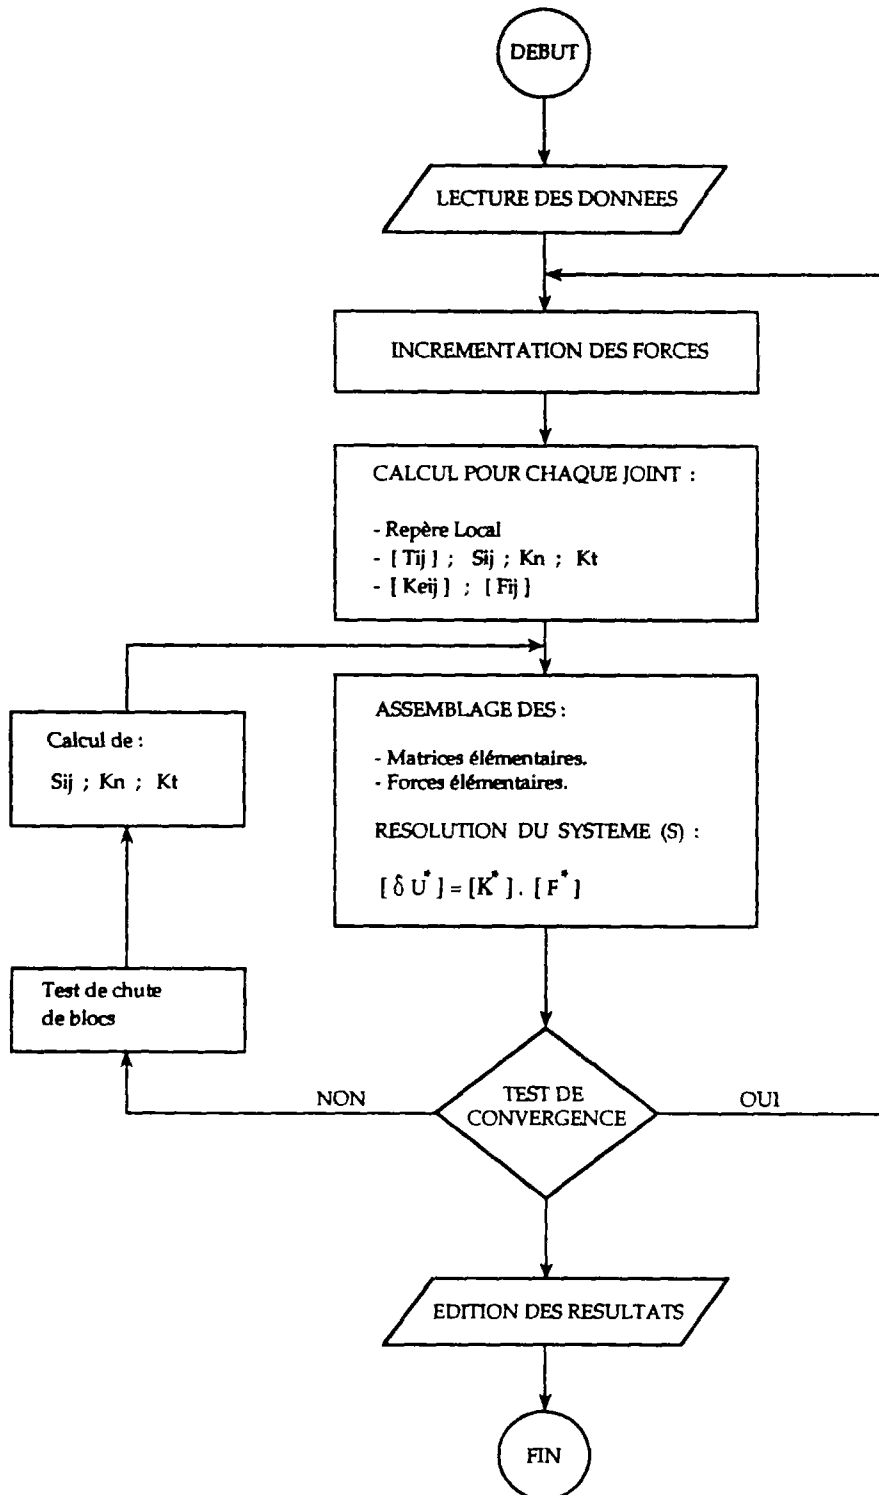 DEBUT
LECTURE DES DONNEES
INCREMENTATION DES FORCES
CALCUL POUR CHAQUE JOINT :
- Repère Local
- [ Tij ] ; Sij ; Kn ; Kt
- [ Keij ] ; [ Fij ]
ASSEMBLAGE DES :
- Matrices élémentaires.
- Forces élémentaires.
RESOLUTION DU SYSTEME (S) :
[ δ U* ] = [K* ] . [ F* ]
Calcul de :
Sij ; Kn ; Kt
Test de chute
de blocs
NON
TEST DE
CONVERGENCE
OUI
EDITION DES RESULTATS
FIN